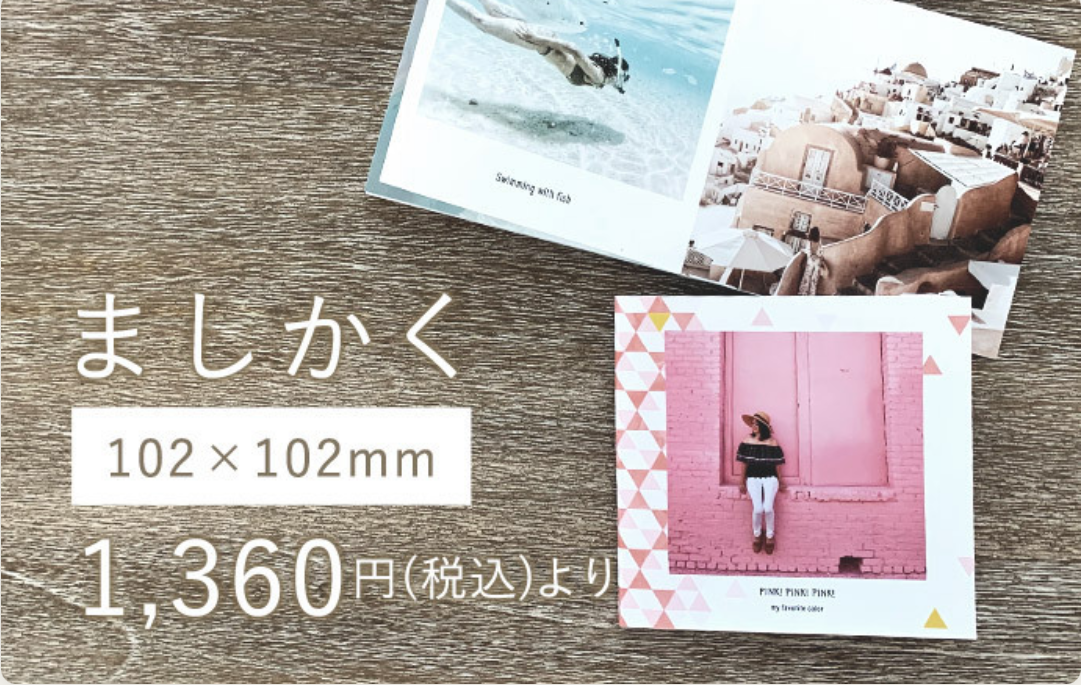 Swimming with fish
ましかく
102×102mm
1,360円(税込)より
PINK! PINK! PINK!
my favorite color